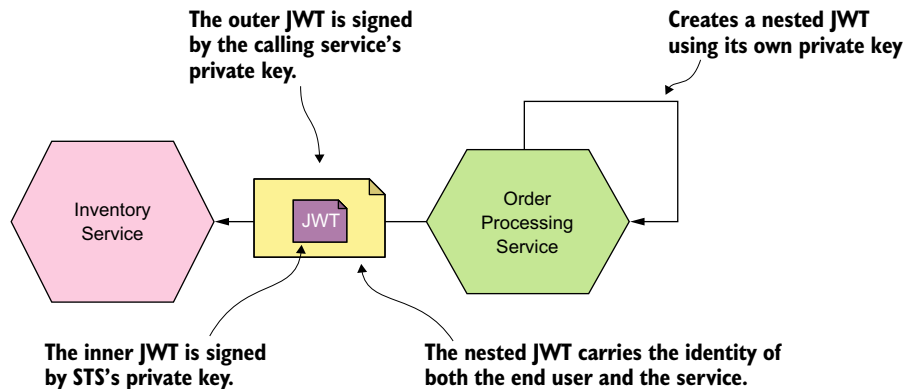 The outer JWT is signed
by the calling service’s
private key.
Creates a nested JWT
using its own private key
Inventory
Service
JWT
Order
Processing
Service
The inner JWT is signed
by STS’s private key.
The nested JWT carries the identity of
both the end user and the service.